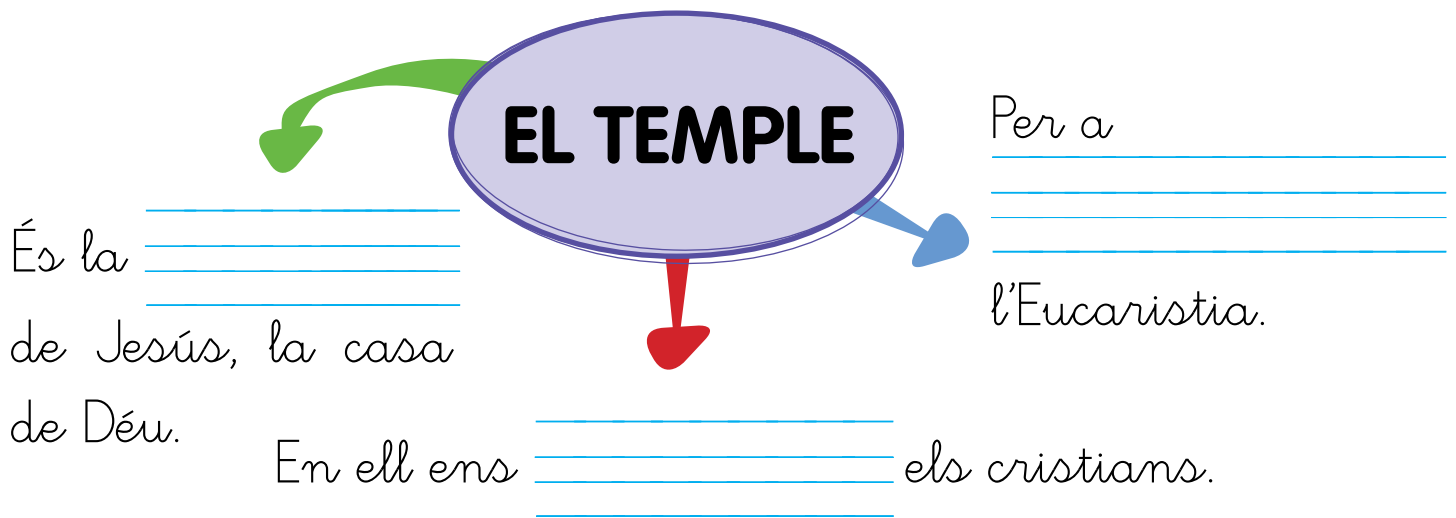 EL TEMPLE
És la
de Jesús, la casa
de Déu.
En ell ens els cristians.
Per a
l'Eucaristia.